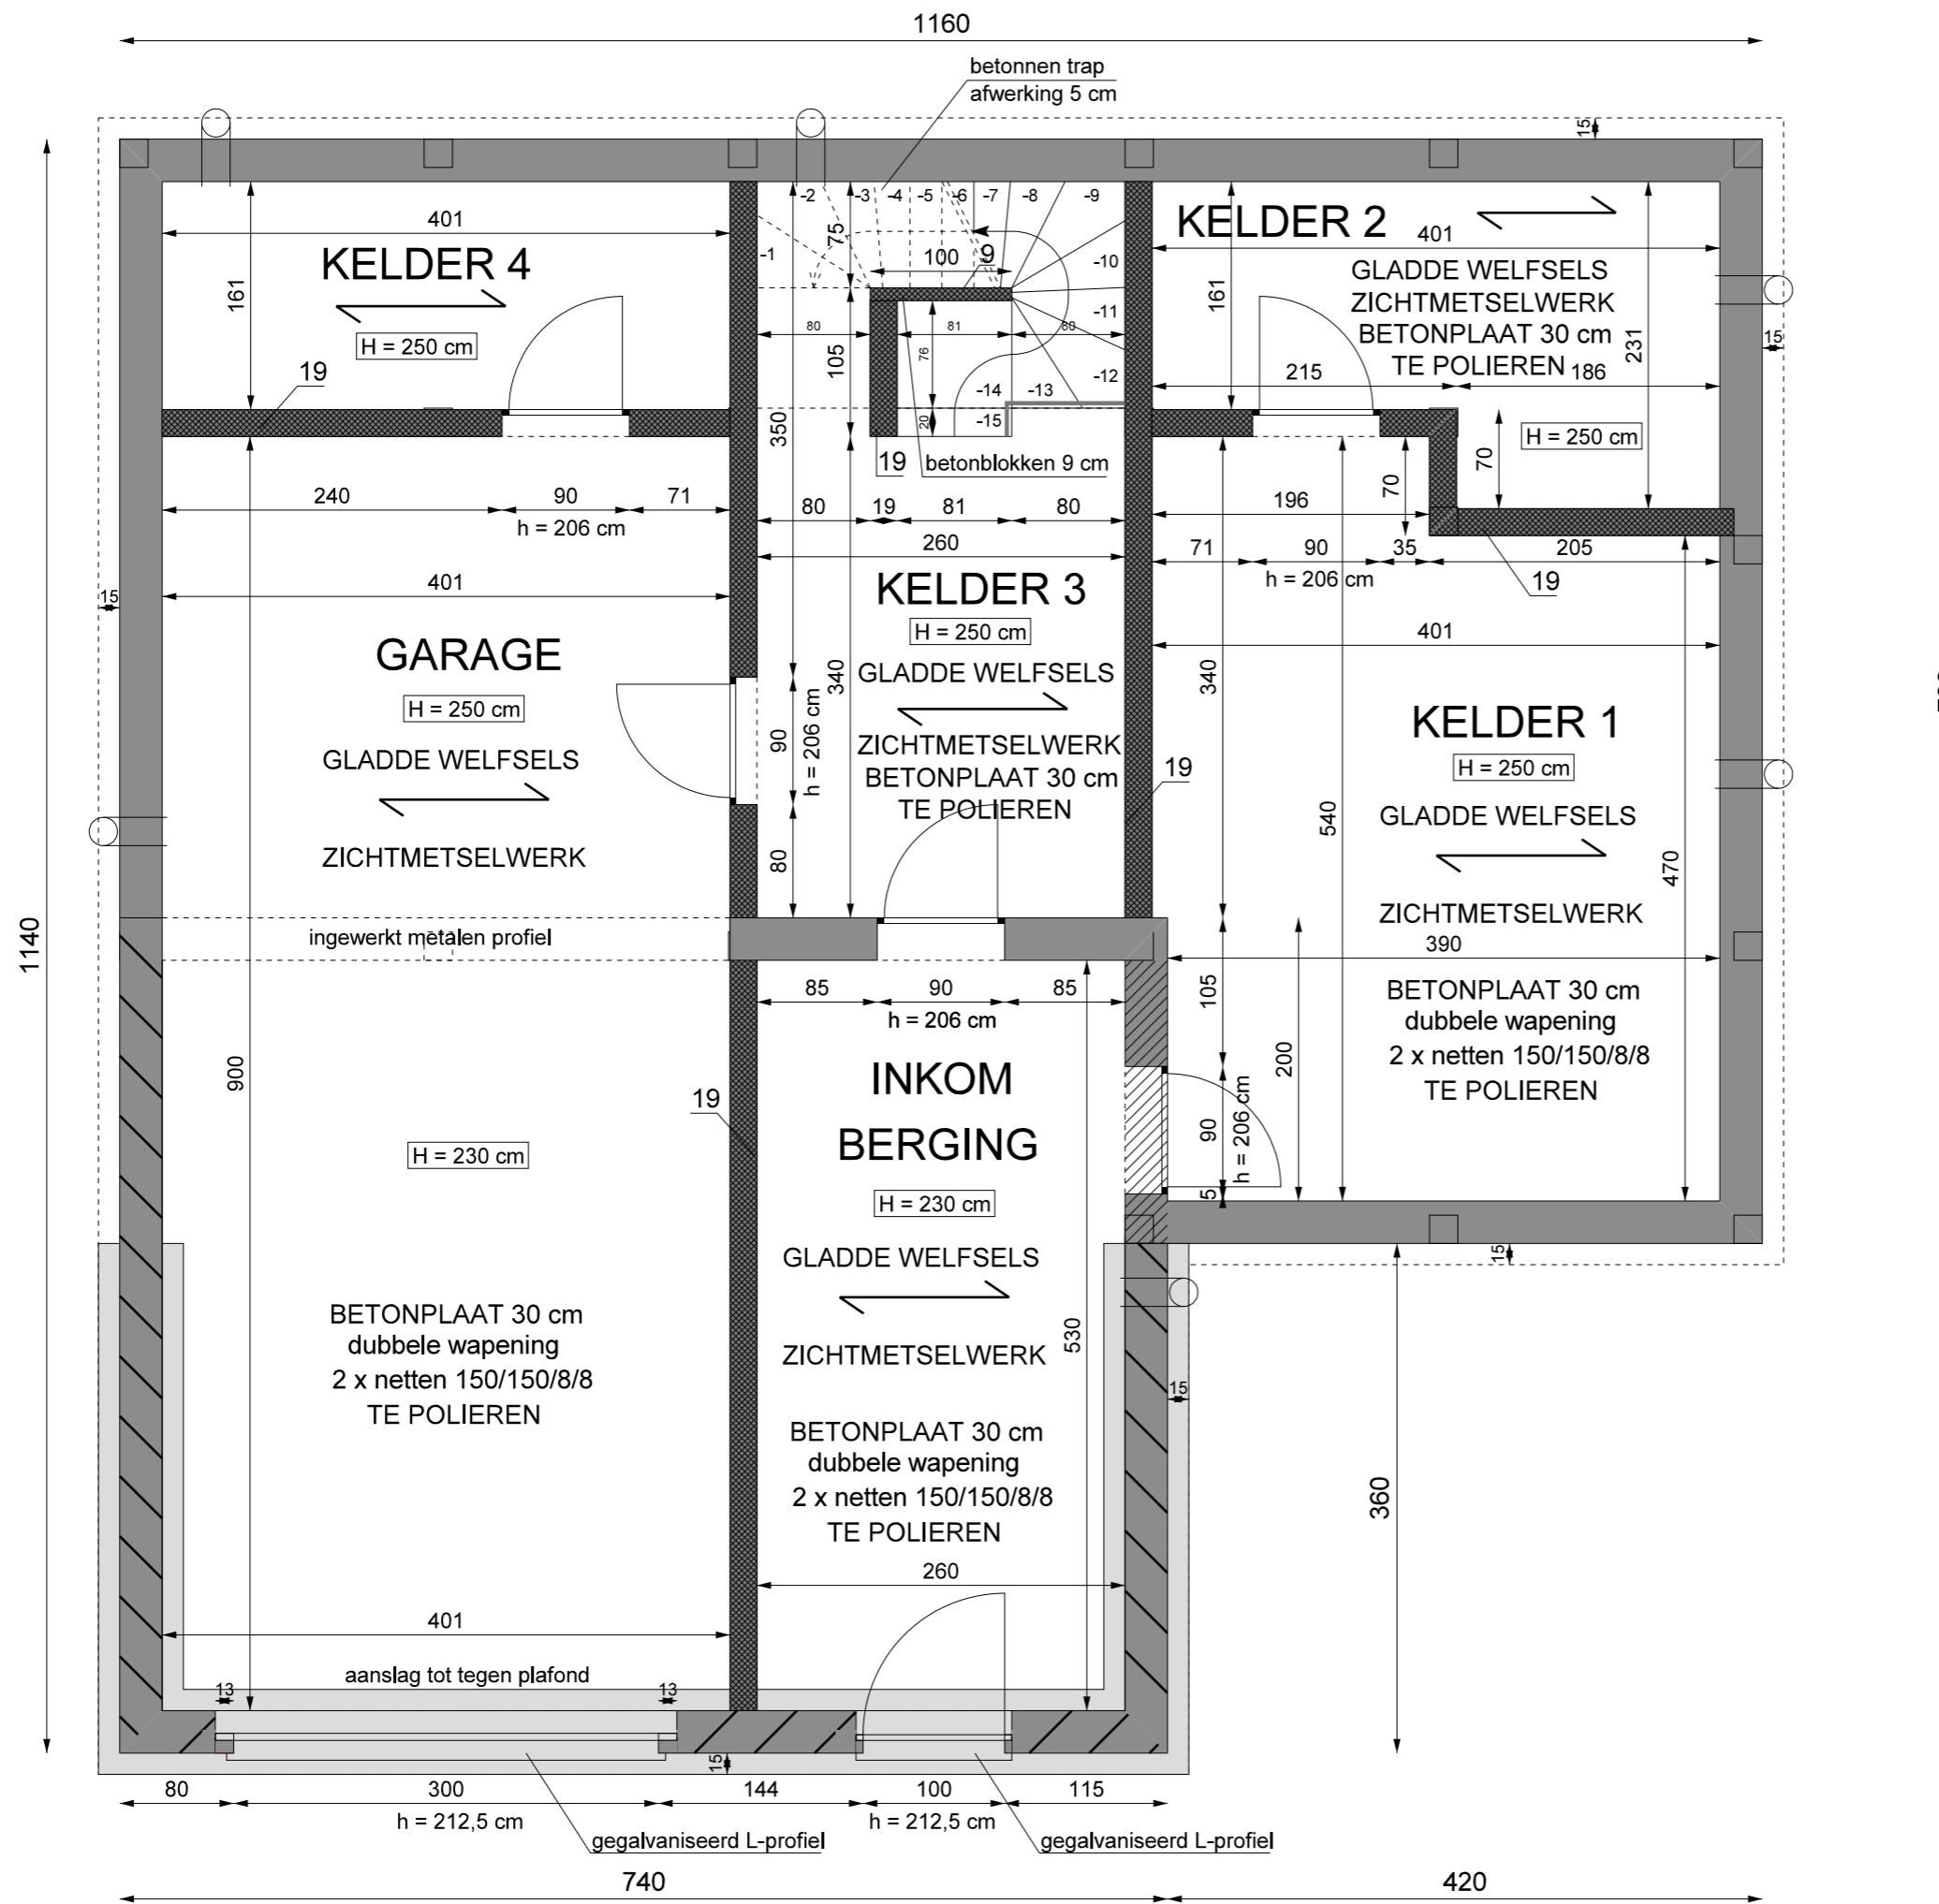 1160
betonnen trap
afwerking 5 cm
15
-2
-3
-4
-5
-6
-7
-8
-9
401
KELDER 4
161
H = 250 cm
19
75
-1
100
9
-10
80
81
80
-11
105
76
-12
-14
-13
20
-15
350
19
betonblokken 9 cm
KELDER 2
401
GLADDE WELFSELS
ZICHTMETSELWERK
BETONPLAAT 30 cm
TE POLIEREN
161
231
15
215
186
H = 250 cm
70
70
240
90
71
h = 206 cm
80
19
81
80
196
260
71
90
35
205
h = 206 cm
19
401
15
401
GARAGE
H = 250 cm
GLADDE WELFSELS
ZICHTMETSELWERK
KELDER 3
H = 250 cm
GLADDE WELFSELS
ZICHTMETSELWERK
BETONPLAAT 30 cm
TE POLIEREN
340
90
h = 206 cm
80
19
340
KELDER 1
H = 250 cm
GLADDE WELFSELS
ZICHTMETSELWERK
540
470
390
1140
ingewerkt metalen profiel
85
90
85
h = 206 cm
105
BETONPLAAT 30 cm
dubbele wapening
2 x netten 150/150/8/8
TE POLIEREN
900
19
INKOM
BERGING
H = 230 cm
H = 230 cm
200
90
h = 206 cm
5
15
GLADDE WELFSELS
ZICHTMETSELWERK
530
BETONPLAAT 30 cm
dubbele wapening
2 x netten 150/150/8/8
TE POLIEREN
BETONPLAAT 30 cm
dubbele wapening
2 x netten 150/150/8/8
TE POLIEREN
15
360
260
401
aanslag tot tegen plafond
13
13
15
80
300
144
100
115
h = 212,5 cm
h = 212,5 cm
gegalvaniseerd L-profiel
gegalvaniseerd L-profiel
740
420